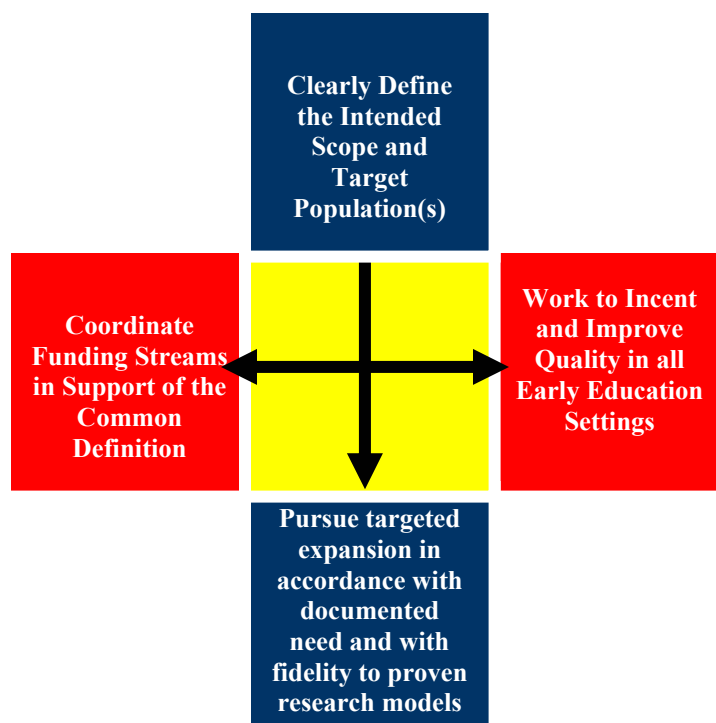 Clearly Define
the Intended
Scope and
Target
Population(s)
Coordinate
Funding Streams
in Support of the
Common
Definition
Work to Incent
and Improve
Quality in all
Early Education
Settings
Pursue targeted
expansion in
accordance with
documented
need and with
fidelity to proven
research models